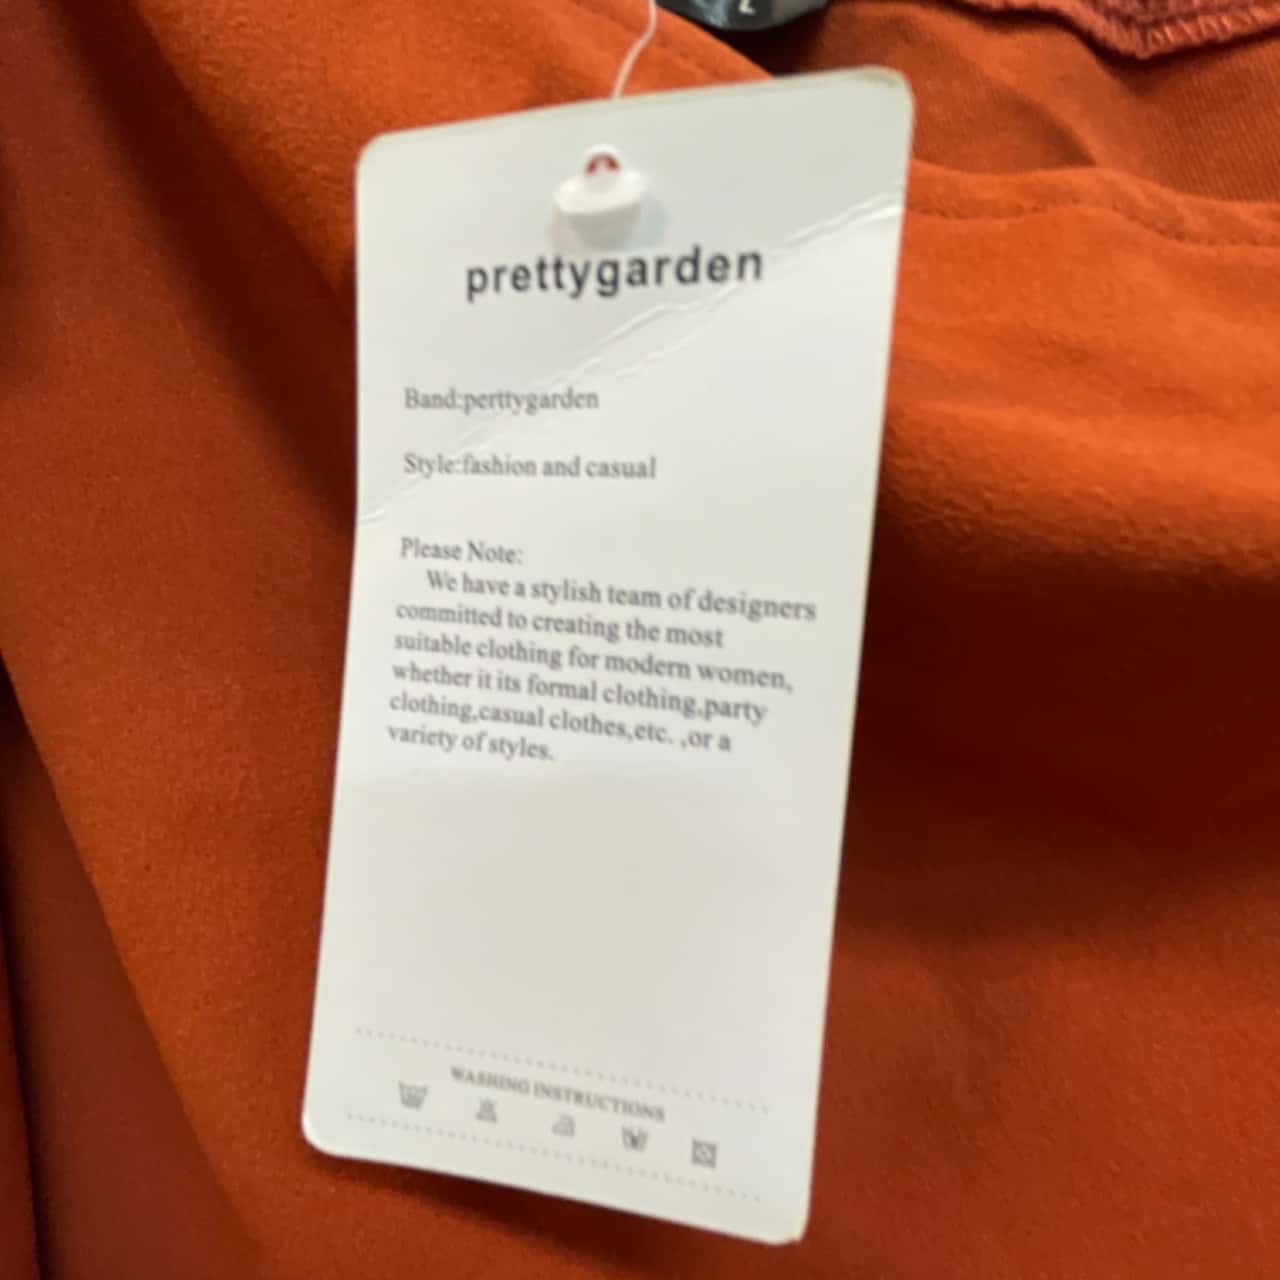 prettygarden
Band:perttygarden
Style:fashion and casual
Please Note:
We have a stylish team of designers
committed to creating the most
suitable clothing for modern women,
whether it its formal clothing,party
clothing,casual clothes,etc. ,or a
variety of styles.
WASHING INSTRUCTIONS